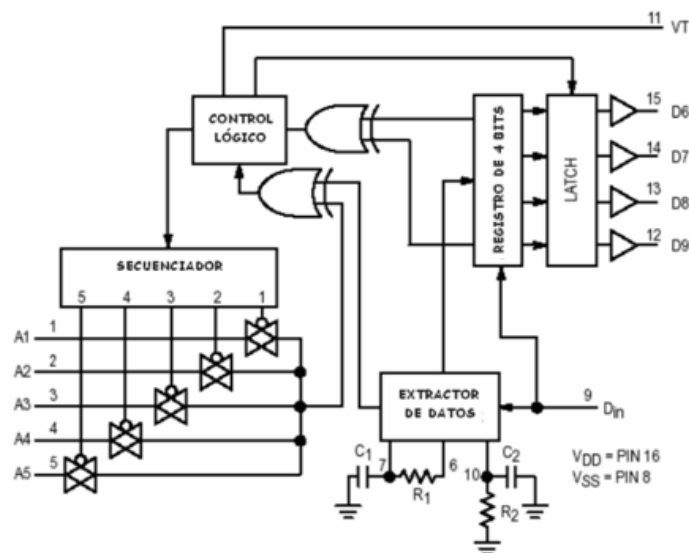 11 VT
CONTROL
LÓGICO
REGISTRO DE 4 BITS
LATCH
15 D6
14 D7
13 D8
12 D9
SECUENCIADOR
5 4 3 2 1
A1 1
A2 2
A3 3
A4 4
A5 5
EXTRACTOR
DE DATOS
9 Din
C1 7 R1 6
10 C2
R2
VDD = PIN 16
VSS = PIN 8